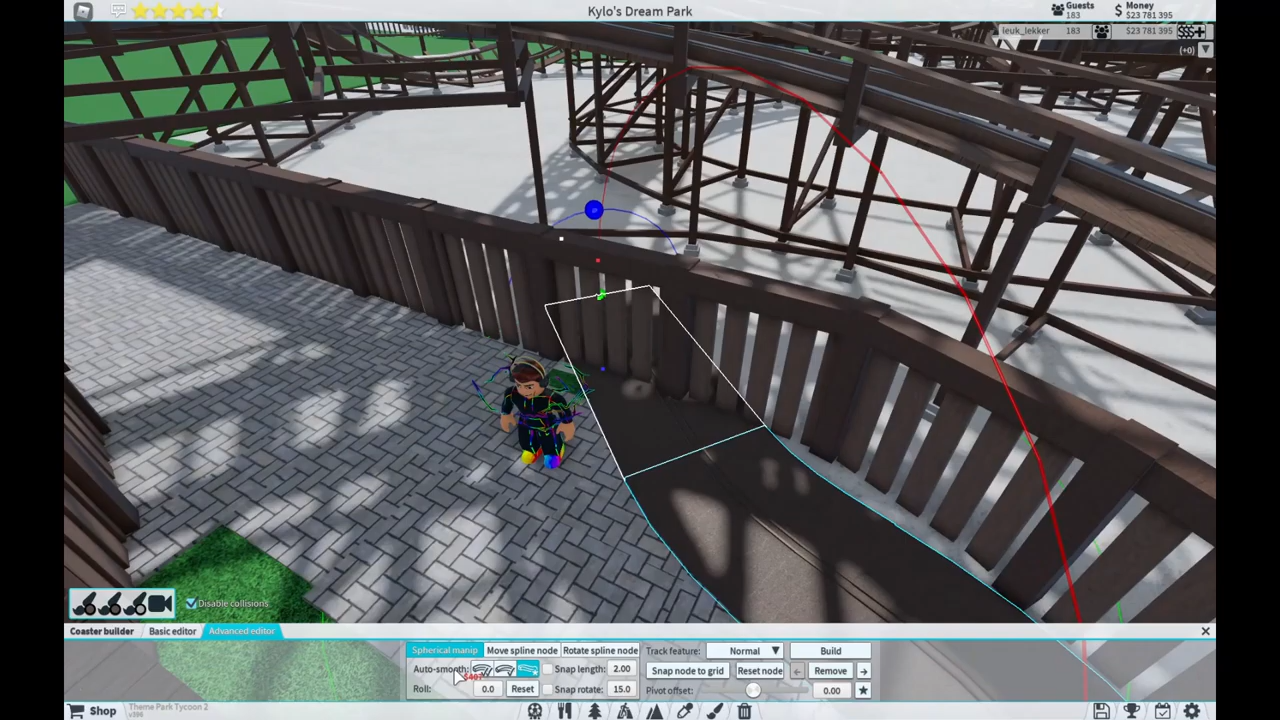 Kylo's Dream Park
Guests
183
Money
$23 781 395
leuk_lekker 183 $23 781 395
(+0)
Disable collisions
Coaster builder Basic editor Advanced editor
Spherical manip Move spline node Rotate spline node Track feature: Normal Build
Auto-smooth: Snap length: 2.00 Snap node to grid Reset node Remove
Roll: 0.0 Reset Snap rotate: 15.0 Pivot offset: 0.00
Shop
Theme Park Tycoon 2
v396